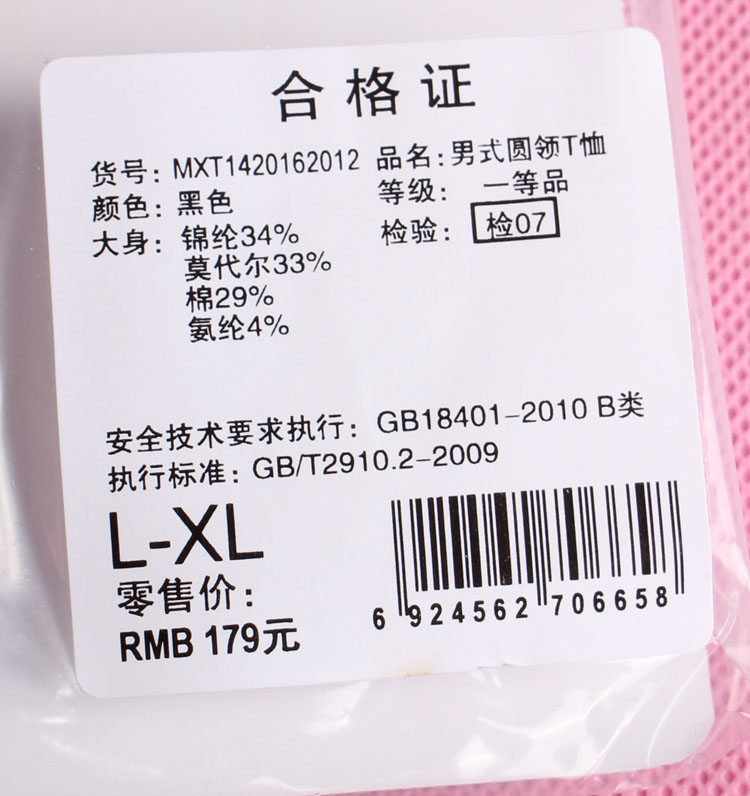 合格证
货号：MXT1420162012 品名：男式圆领T恤
颜色：黑色 等级： 一等品
大身：锦纶34% 检验： 检07
莫代尔33%
棉29%
氨纶4%
安全技术要求执行：GB18401-2010 B类
执行标准：GB/T2910.2-2009
L-XL
零售价：
RMB 179元
6 924562 706658